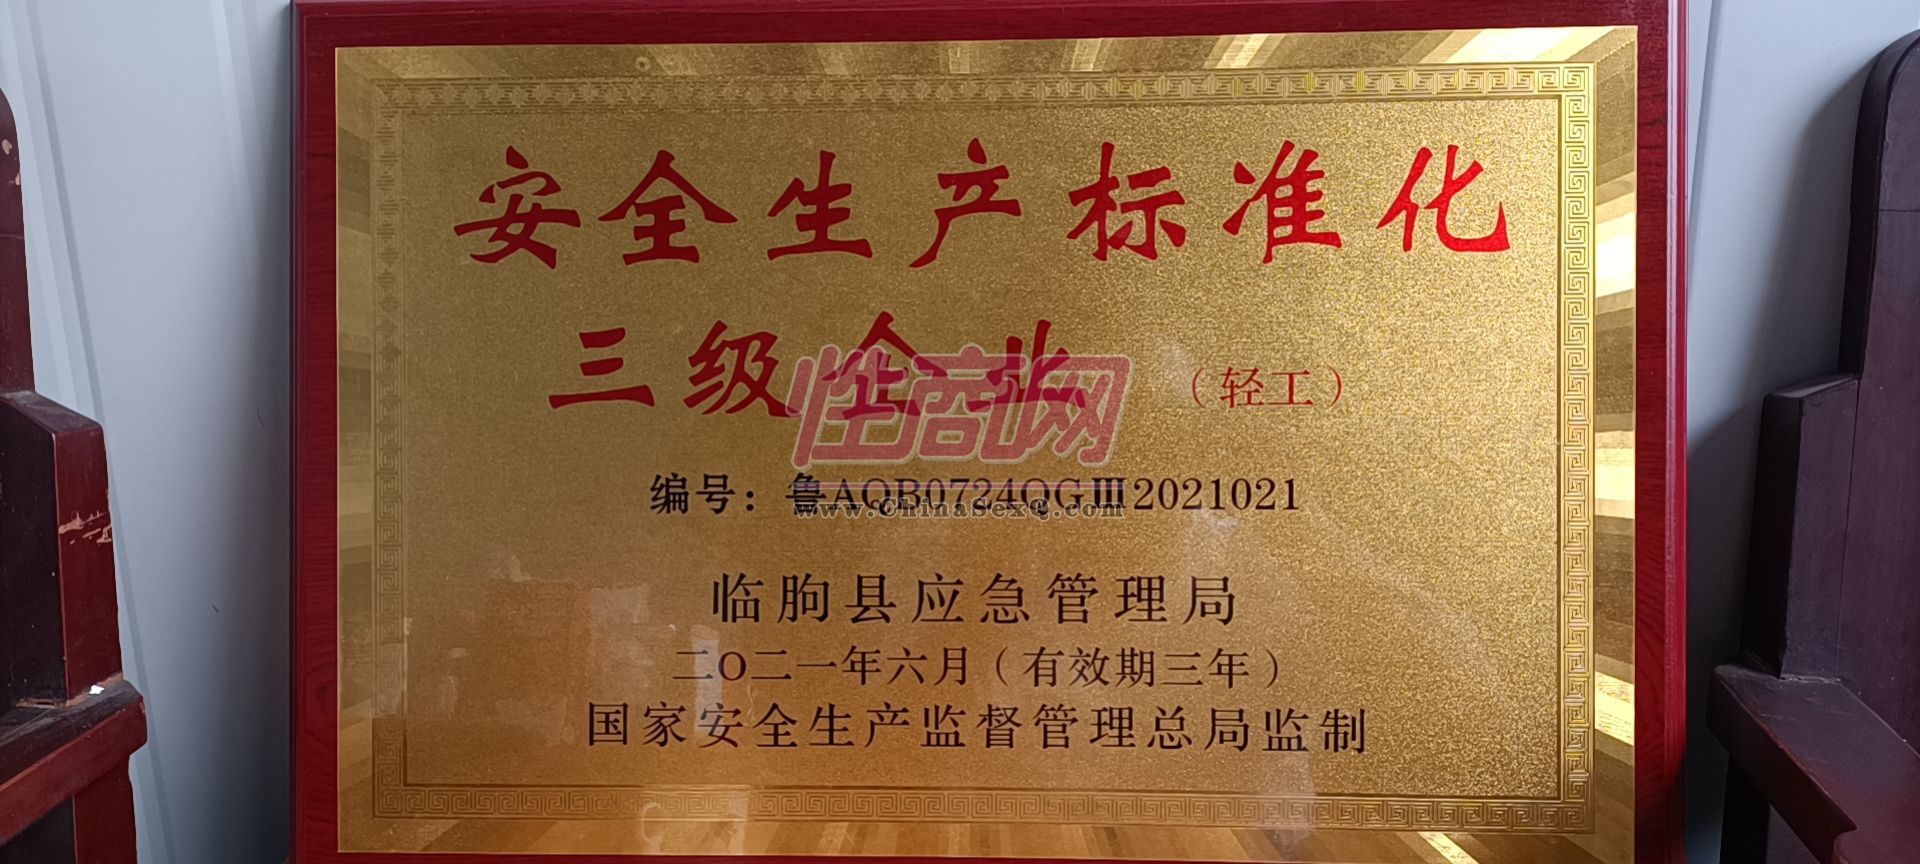 安全生产标准化
三级企业（轻工）
性商网
编号：鲁AQB0724QGⅢ2021021
www.ChinaSexQ.com
临朐县应急管理局
二O二一年六月（有效期三年）
国家安全生产监督管理总局监制